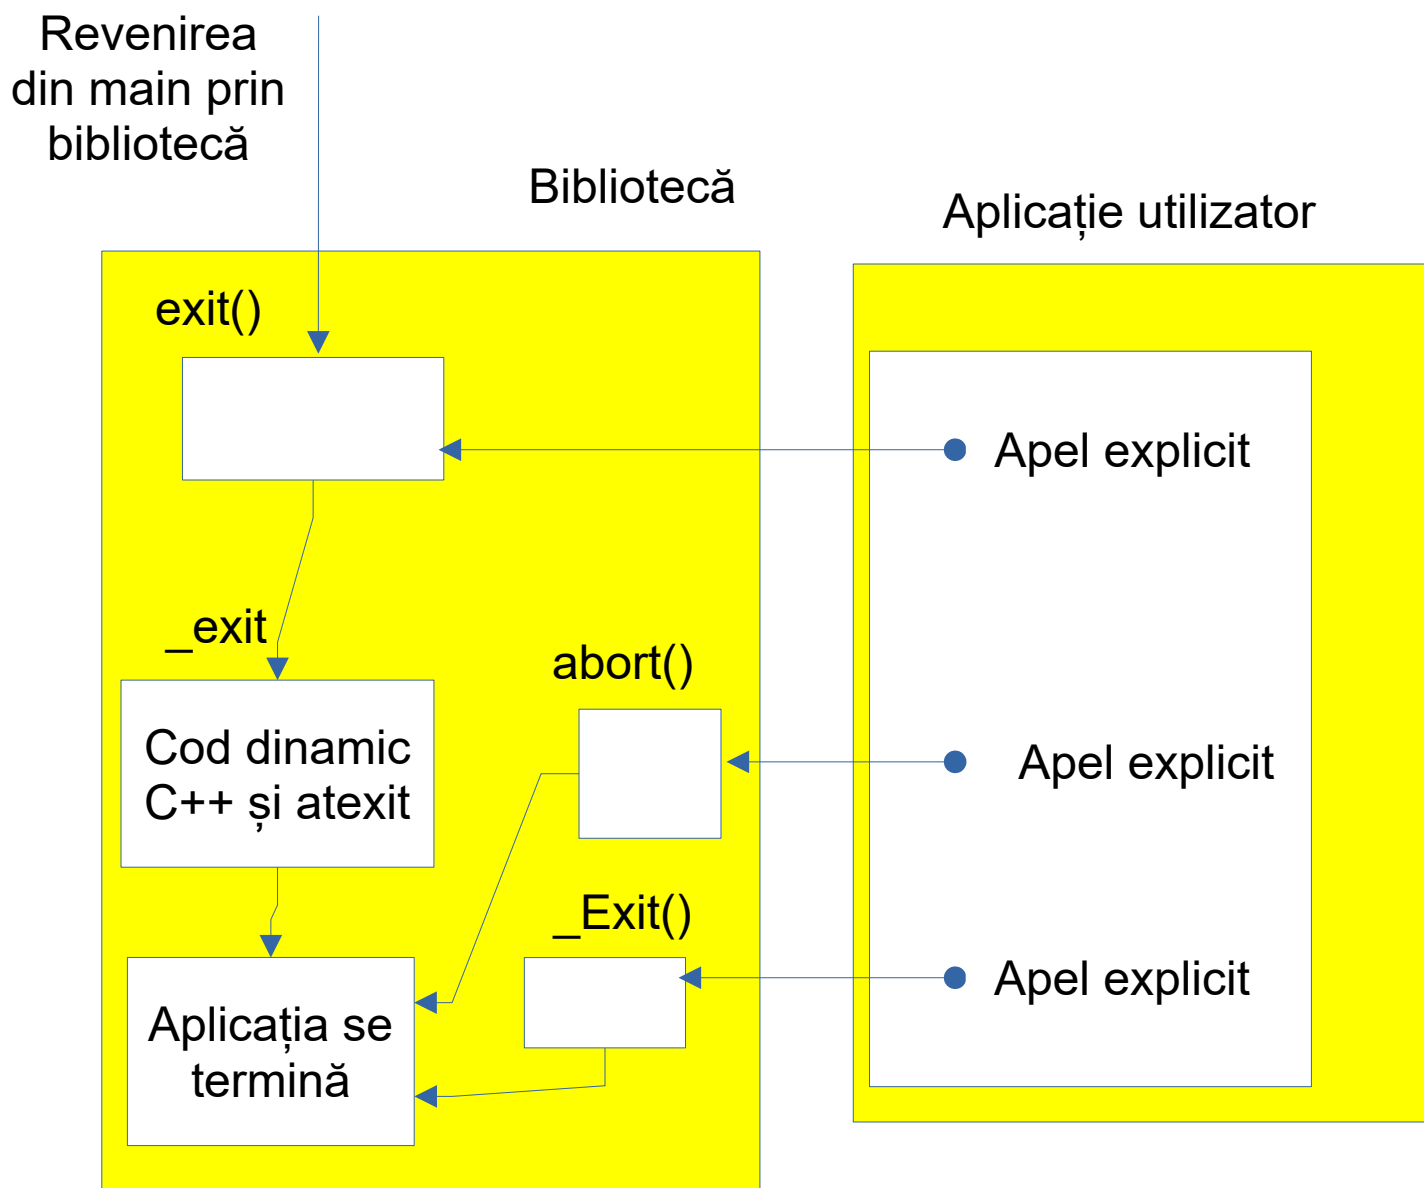 Revenirea
din main prin
bibliotecă
Bibliotecă
Aplicație utilizator
exit()
Apel explicit
_exit
abort()
Cod dinamic
C++ și atexit
Apel explicit
_Exit()
Apel explicit
Aplicația se
termină